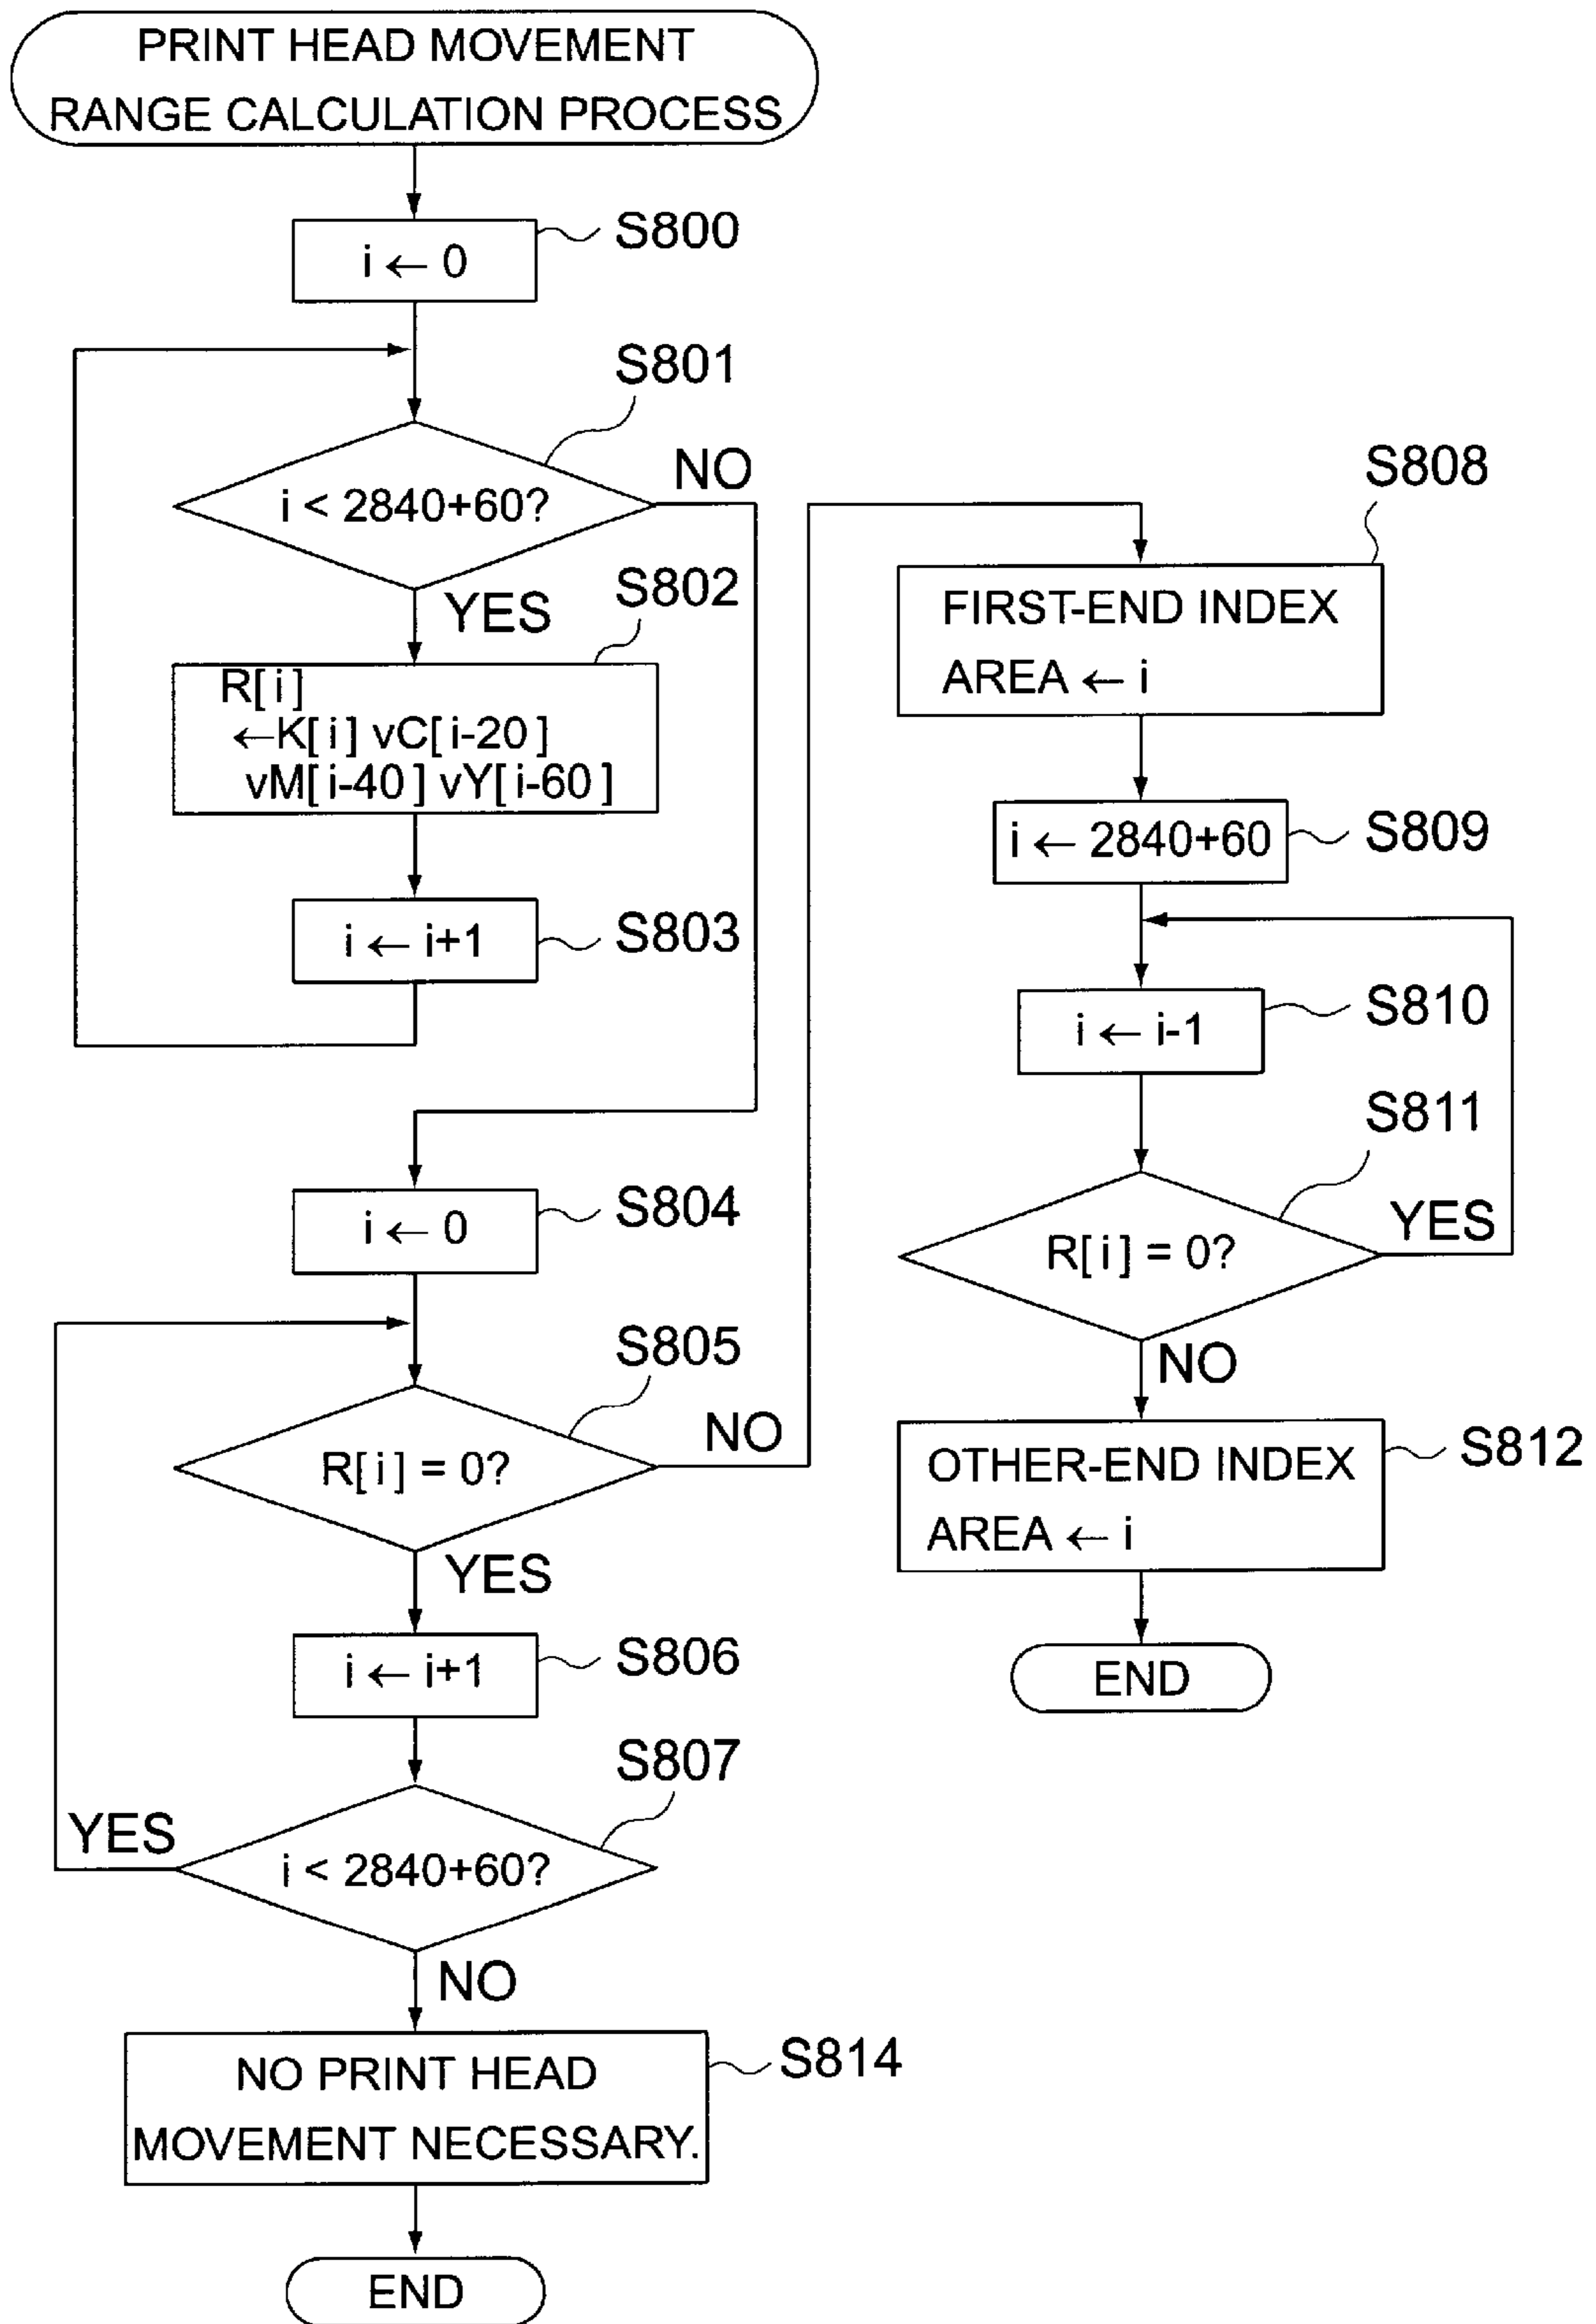 PRINT HEAD MOVEMENT
RANGE CALCULATION PROCESS
S800
i ← 0
S801
i < 2840+60?
NO
YES
S802
R[i]
←K[i] vC[i-20]
vM[i-40] vY[i-60]
S803
i ← i+1
S804
i ← 0
S805
R[i] = 0?
NO
YES
S806
i ← i+1
S807
i < 2840+60?
YES
NO
S814
NO PRINT HEAD
MOVEMENT NECESSARY.
END
S808
FIRST-END INDEX
AREA ← i
S809
i ← 2840+60
S810
i ← i-1
S811
R[i] = 0?
YES
NO
S812
OTHER-END INDEX
AREA ← i
END